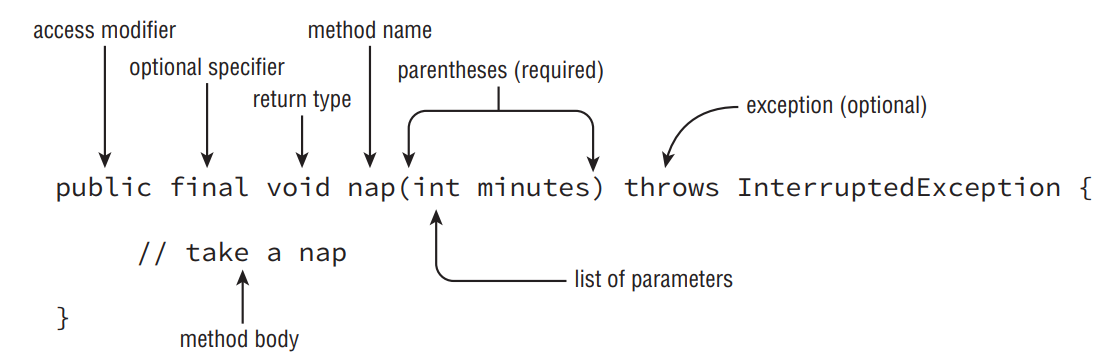 access modifier
method name
optional specifier
parentheses (required)
return type
exception (optional)
public final void nap(int minutes) throws InterruptedException {
// take a nap
list of parameters
}
method body